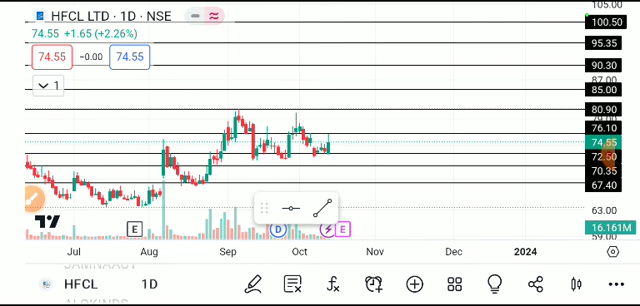 HFCL LTD · 1D · NSE
74.55 +1.65 (+2.26%)
74.55 −0.00 74.55
1
105.00
100.50
95.35
90.30
87.00
85.00
80.90
76.10
74.55
72.50
70.35
67.40
63.00
16.161M
59.00
E D E
Jul Aug Sep Oct Nov Dec 2024
HFCL 1D